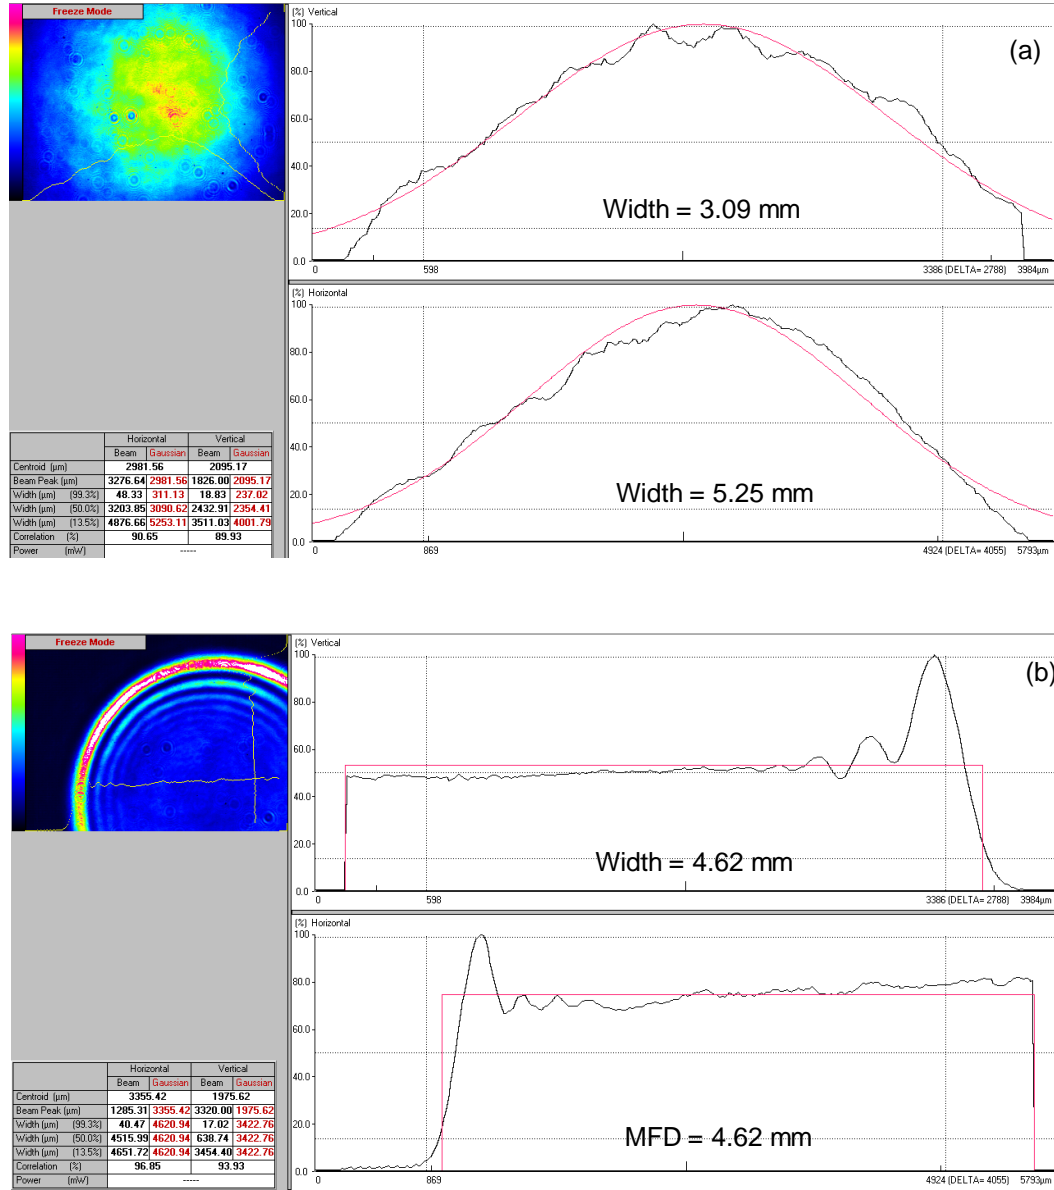 Freeze Mode
(%) Vertical
(a)
100
80.0
60.0
40.0
20.0
0.0
Width = 3.09 mm
0 598 3386 (DELTA= 2788) 3984µm
(%) Horizontal
100
80.0
60.0
40.0
20.0
0.0
Width = 5.25 mm
0 869 4924 (DELTA= 4055) 5793µm
Horizontal Vertical
Beam Gaussian Beam Gaussian
Centroid (µm) 2981.56 2095.17
Beam Peak (µm) 3276.64 2981.56 1826.00 2095.17
Width (µm) (99.3%) 48.33 311.13 18.83 237.02
Width (µm) (50.0%) 3203.85 3090.62 2432.91 2354.41
Width (µm) (13.5%) 4876.66 5253.11 3511.03 4001.79
Correlation (%) 90.65 89.93
Power (mW) -----
Freeze Mode
(%) Vertical
(b)
100
80.0
60.0
40.0
20.0
0.0
Width = 4.62 mm
0 598 3386 (DELTA= 2788) 3984µm
(%) Horizontal
100
80.0
60.0
40.0
20.0
0.0
MFD = 4.62 mm
0 869 4924 (DELTA= 4055) 5793µm
Horizontal Vertical
Beam Gaussian Beam Gaussian
Centroid (µm) 3355.42 1975.62
Beam Peak (µm) 1285.31 3355.42 3320.00 1975.62
Width (µm) (99.3%) 40.47 4620.94 17.02 3422.76
Width (µm) (50.0%) 4515.99 4620.94 638.74 3422.76
Width (µm) (13.5%) 4651.72 4620.94 3454.40 3422.76
Correlation (%) 96.85 93.93
Power (mW) -----